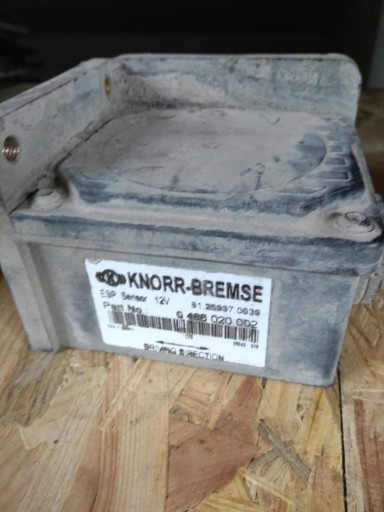 KNORR-BREMSE
ESP Sensor 12V 81.25937.0039
Part No. 0 486 020 002
DRIVING DIRECTION